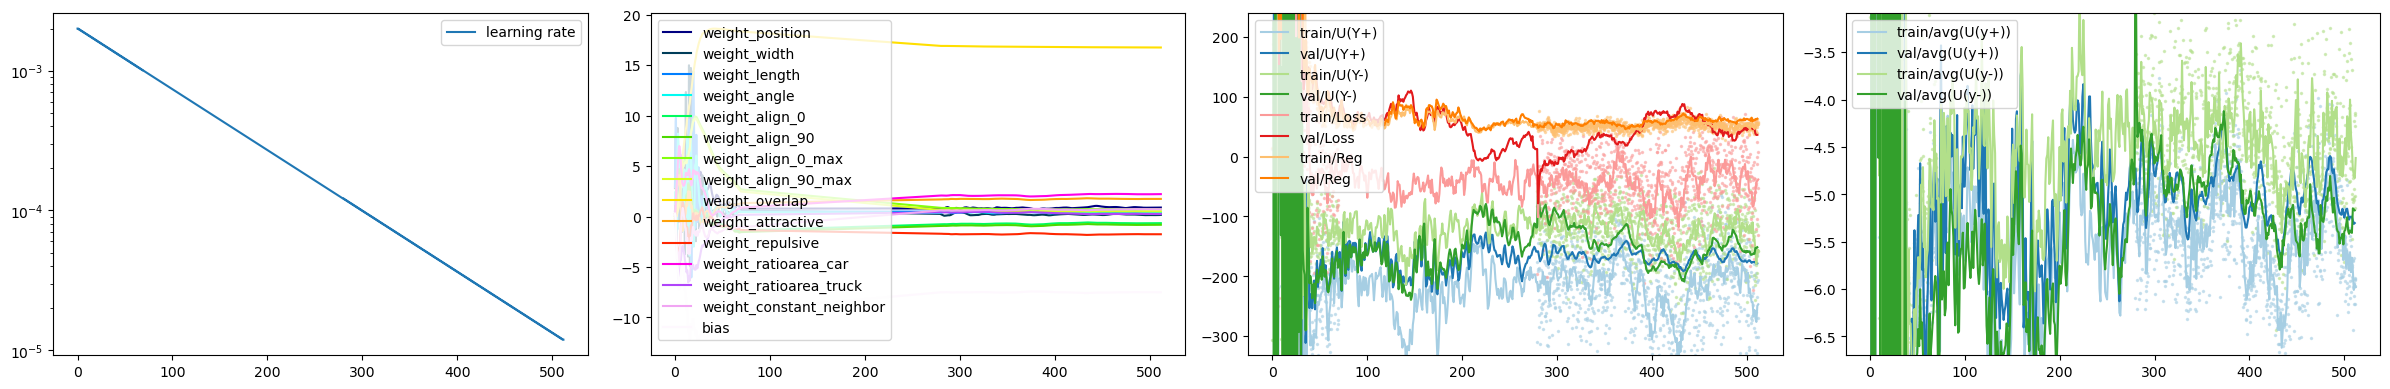 learning rate
10⁻³
10⁻⁴
10⁻⁵
0 100 200 300 400 500
20
15
10
5
0
−5
−10
weight_position
weight_width
weight_length
weight_angle
weight_align_0
weight_align_90
weight_align_0_max
weight_align_90_max
weight_overlap
weight_attractive
weight_repulsive
weight_ratioarea_car
weight_ratioarea_truck
weight_constant_neighbor
bias
0 100 200 300 400 500
200
100
0
−100
−200
−300
train/U(Y+)
val/U(Y+)
train/U(Y-)
val/U(Y-)
train/Loss
val/Loss
train/Reg
val/Reg
0 100 200 300 400 500
−3.5
−4.0
−4.5
−5.0
−5.5
−6.0
−6.5
train/avg(U(y+))
val/avg(U(y+))
train/avg(U(y-))
val/avg(U(y-))
0 100 200 300 400 500